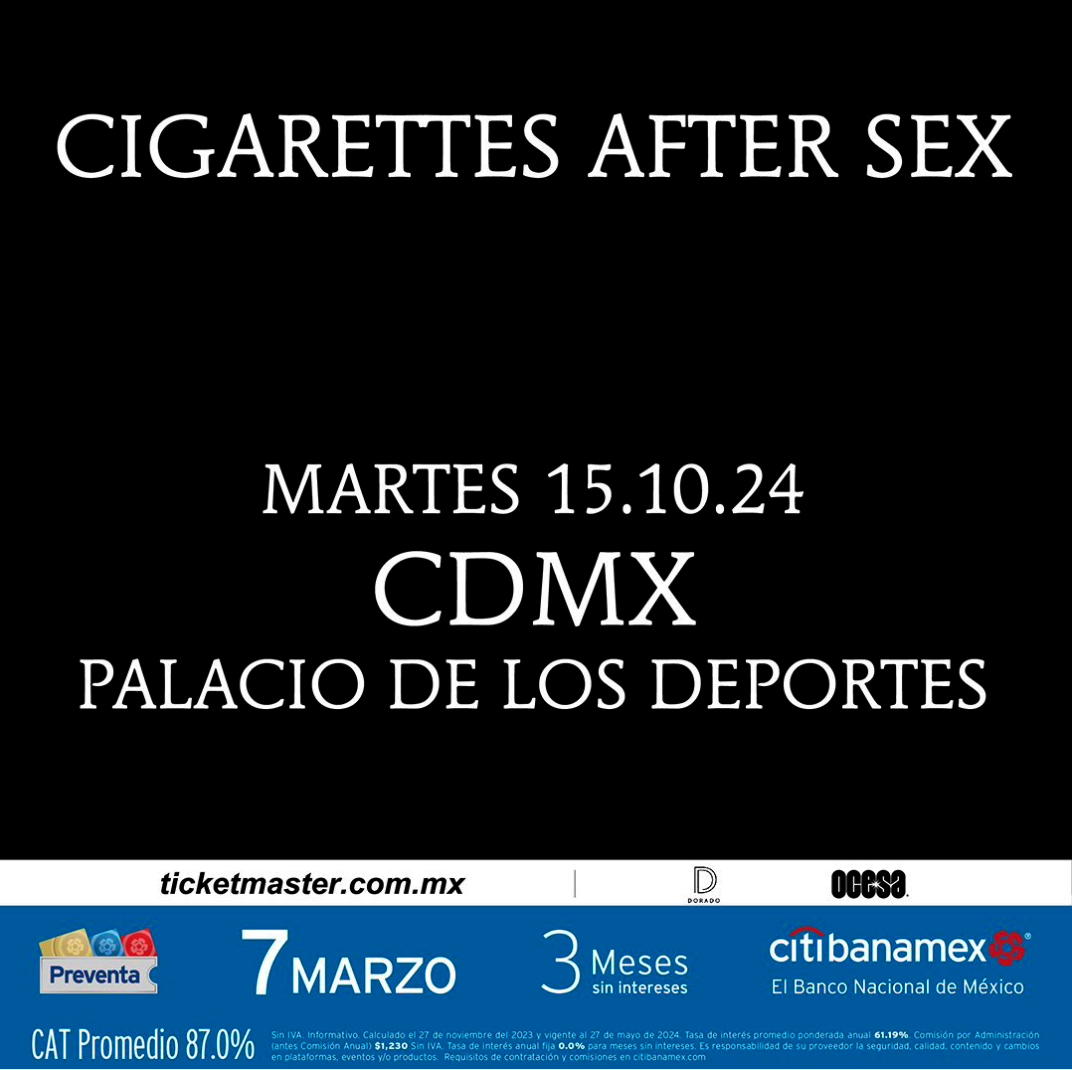 CIGARETTES AFTER SEX
MARTES 15.10.24
CDMX
PALACIO DE LOS DEPORTES
ticketmaster.com.mx
D
DORADO
OCESA
Preventa
7 MARZO
3 Meses
sin intereses
citibanamex®
El Banco Nacional de México
CAT Promedio 87.0%
Sin IVA. Informativo. Calculado el 27 de noviembre del 2023 y vigente al 27 de mayo de 2024. Tasa de interés promedio ponderada anual 61.19%. Comisión por Administración
(antes Comisión Anual) $1,230 Sin IVA. Tasa de interés anual fija 0.0% para meses sin intereses. Es responsabilidad de su proveedor la seguridad, calidad, contenido y cambios
en plataformas, eventos y/o productos. Requisitos de contratación y comisiones en citibanamex.com